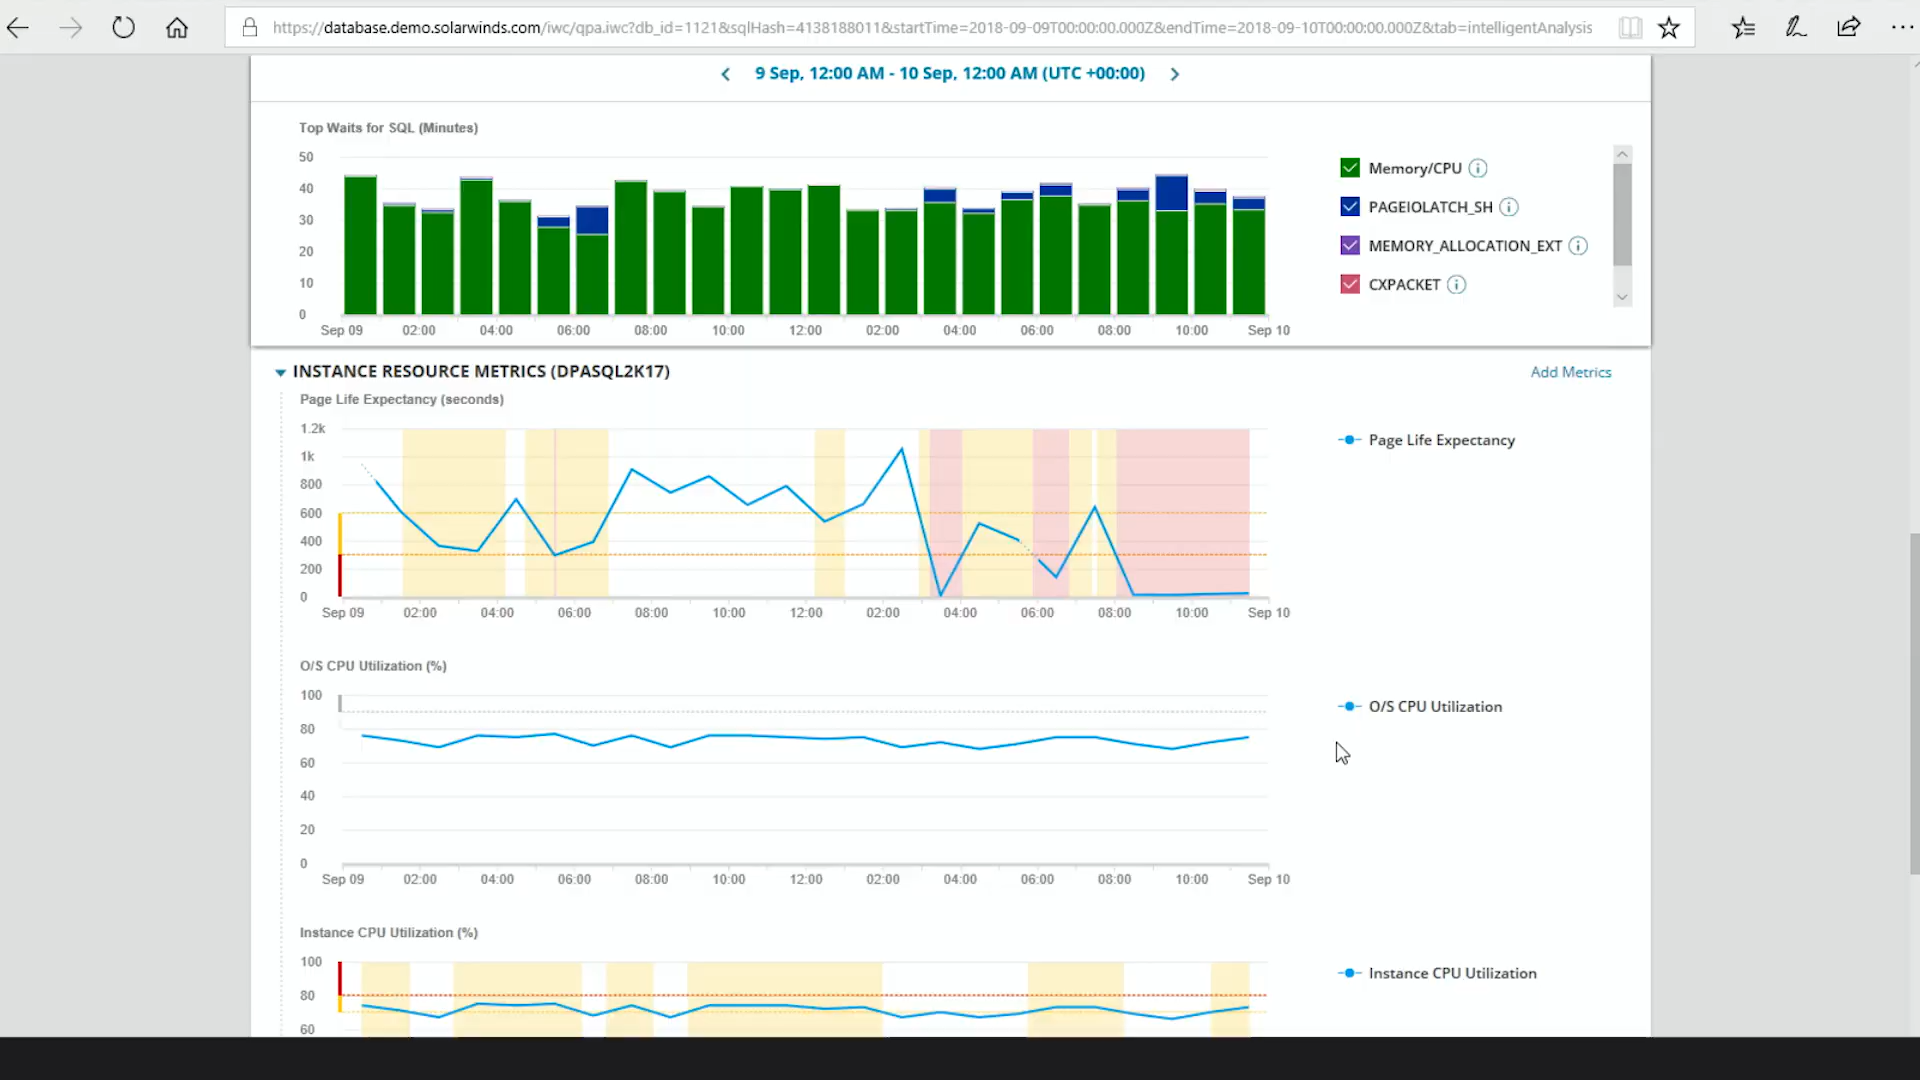 https://database.demo.solarwinds.com/iwc/qpa.iwc?db_id=1121&sqlHash=4138188011&startTime=2018-09-09T00:00:00.000Z&endTime=2018-09-10T00:00:00.000Z&tab=intelligentAnalysis
9 Sep, 12:00 AM - 10 Sep, 12:00 AM (UTC +00:00)
Top Waits for SQL (Minutes)
50
40
30
20
10
0
Sep 09 02:00 04:00 06:00 08:00 10:00 12:00 02:00 04:00 06:00 08:00 10:00 Sep 10
Memory/CPU
PAGEIOLATCH_SH
MEMORY_ALLOCATION_EXT
CXPACKET
INSTANCE RESOURCE METRICS (DPASQL2K17)
Add Metrics
Page Life Expectancy (seconds)
1.2k
1k
800
600
400
200
0
Sep 09 02:00 04:00 06:00 08:00 10:00 12:00 02:00 04:00 06:00 08:00 10:00 Sep 10
Page Life Expectancy
O/S CPU Utilization (%)
100
80
60
40
20
0
Sep 09 02:00 04:00 06:00 08:00 10:00 12:00 02:00 04:00 06:00 08:00 10:00 Sep 10
O/S CPU Utilization
Instance CPU Utilization (%)
100
80
60
Instance CPU Utilization